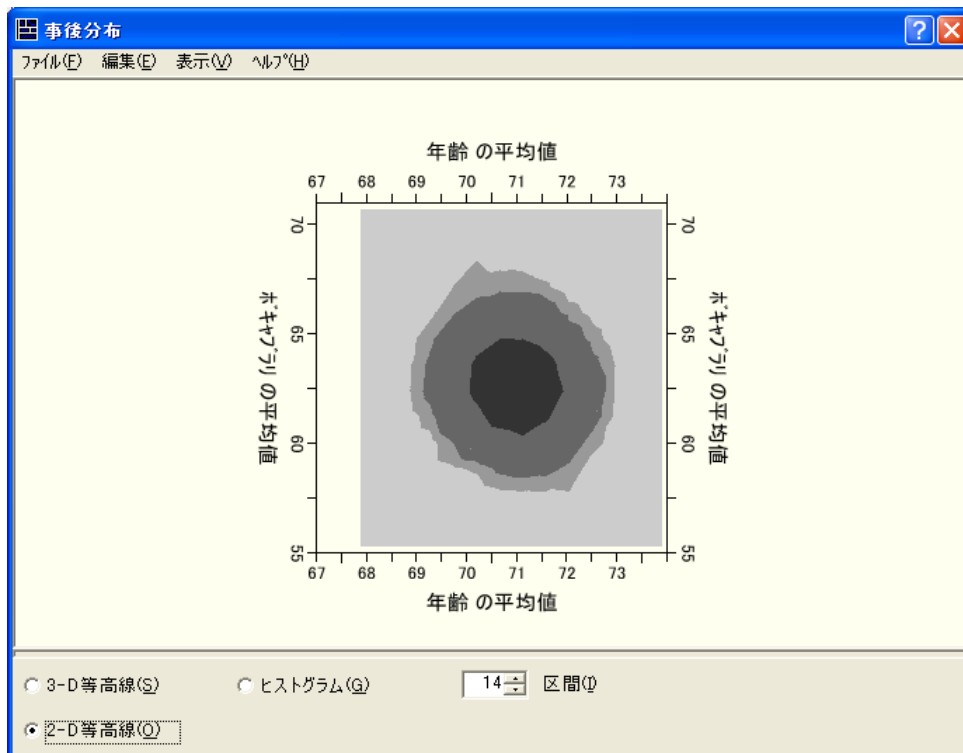 事後分布
ファイル(F) 編集(E) 表示(V) ヘルプ(H)
年齢 の平均値
67 68 69 70 71 72 73
70
65
60
55
ボキャブラリ の平均値
70
65
60
55
ボキャブラリ の平均値
67 68 69 70 71 72 73
年齢 の平均値
3-D等高線(S) ヒストグラム(G) 14 区間(I)
2-D等高線(O)